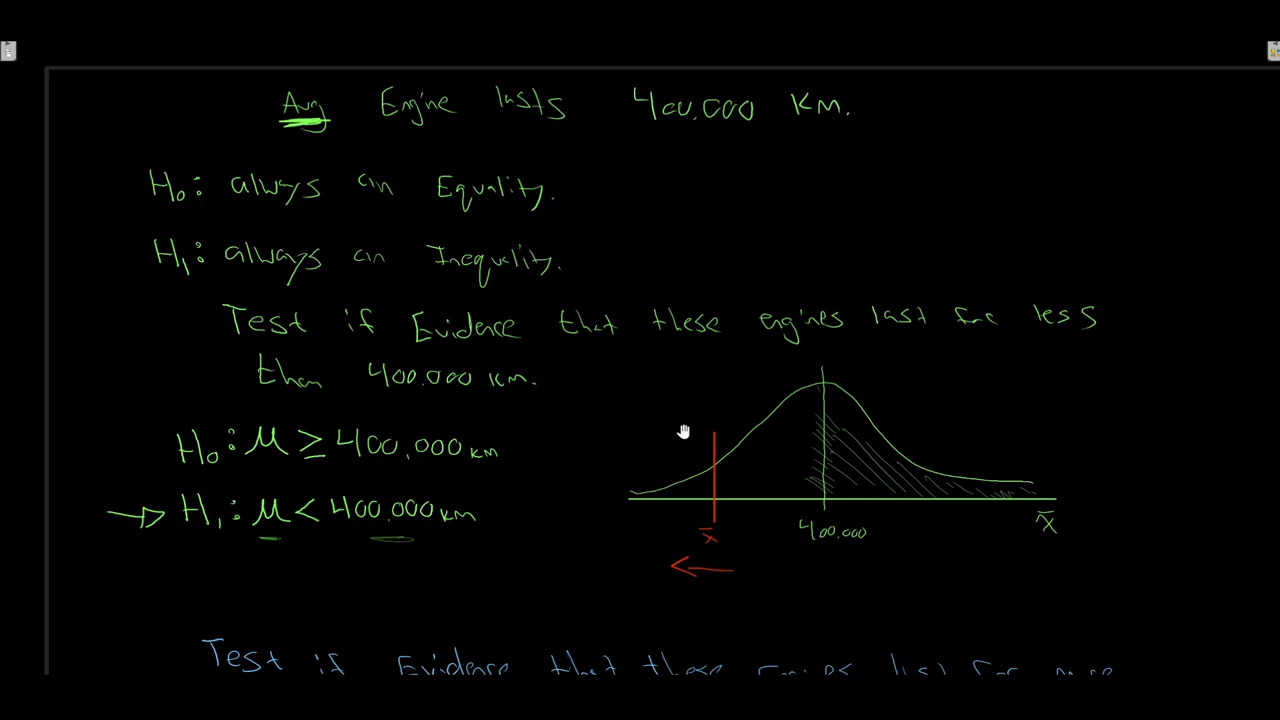 Avg Engine lasts 400.000 KM.
H₀: always an Equality.
H₁: always an Inequality.
Test if Evidence that these engines last for less
than 400.000 KM.
H₀: μ ≥ 400,000 KM
→ H₁: μ < 400.000 KM
400.000
x̄
x̄
Test if Evidence that these